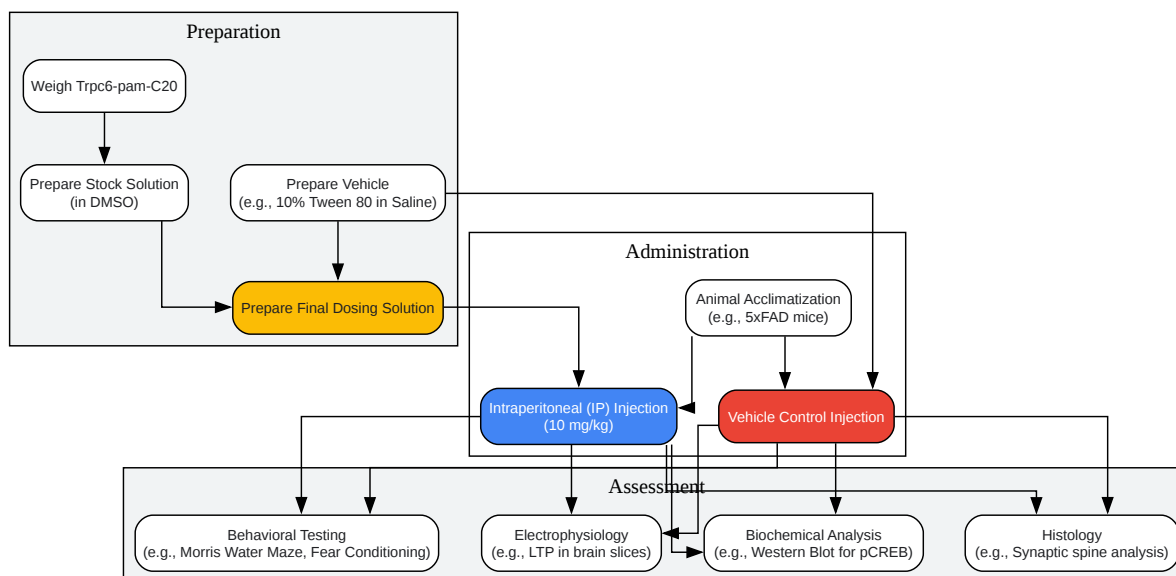 Preparation
Weigh Trpc6-pam-C20
Prepare Stock Solution
(in DMSO)
Prepare Vehicle
(e.g., 10% Tween 80 in Saline)
Prepare Final Dosing Solution
Administration
Animal Acclimatization
(e.g., 5xFAD mice)
Intraperitoneal (IP) Injection
(10 mg/kg)
Vehicle Control Injection
Assessment
Behavioral Testing
(e.g., Morris Water Maze, Fear Conditioning)
Electrophysiology
(e.g., LTP in brain slices)
Biochemical Analysis
(e.g., Western Blot for pCREB)
Histology
(e.g., Synaptic spine analysis)